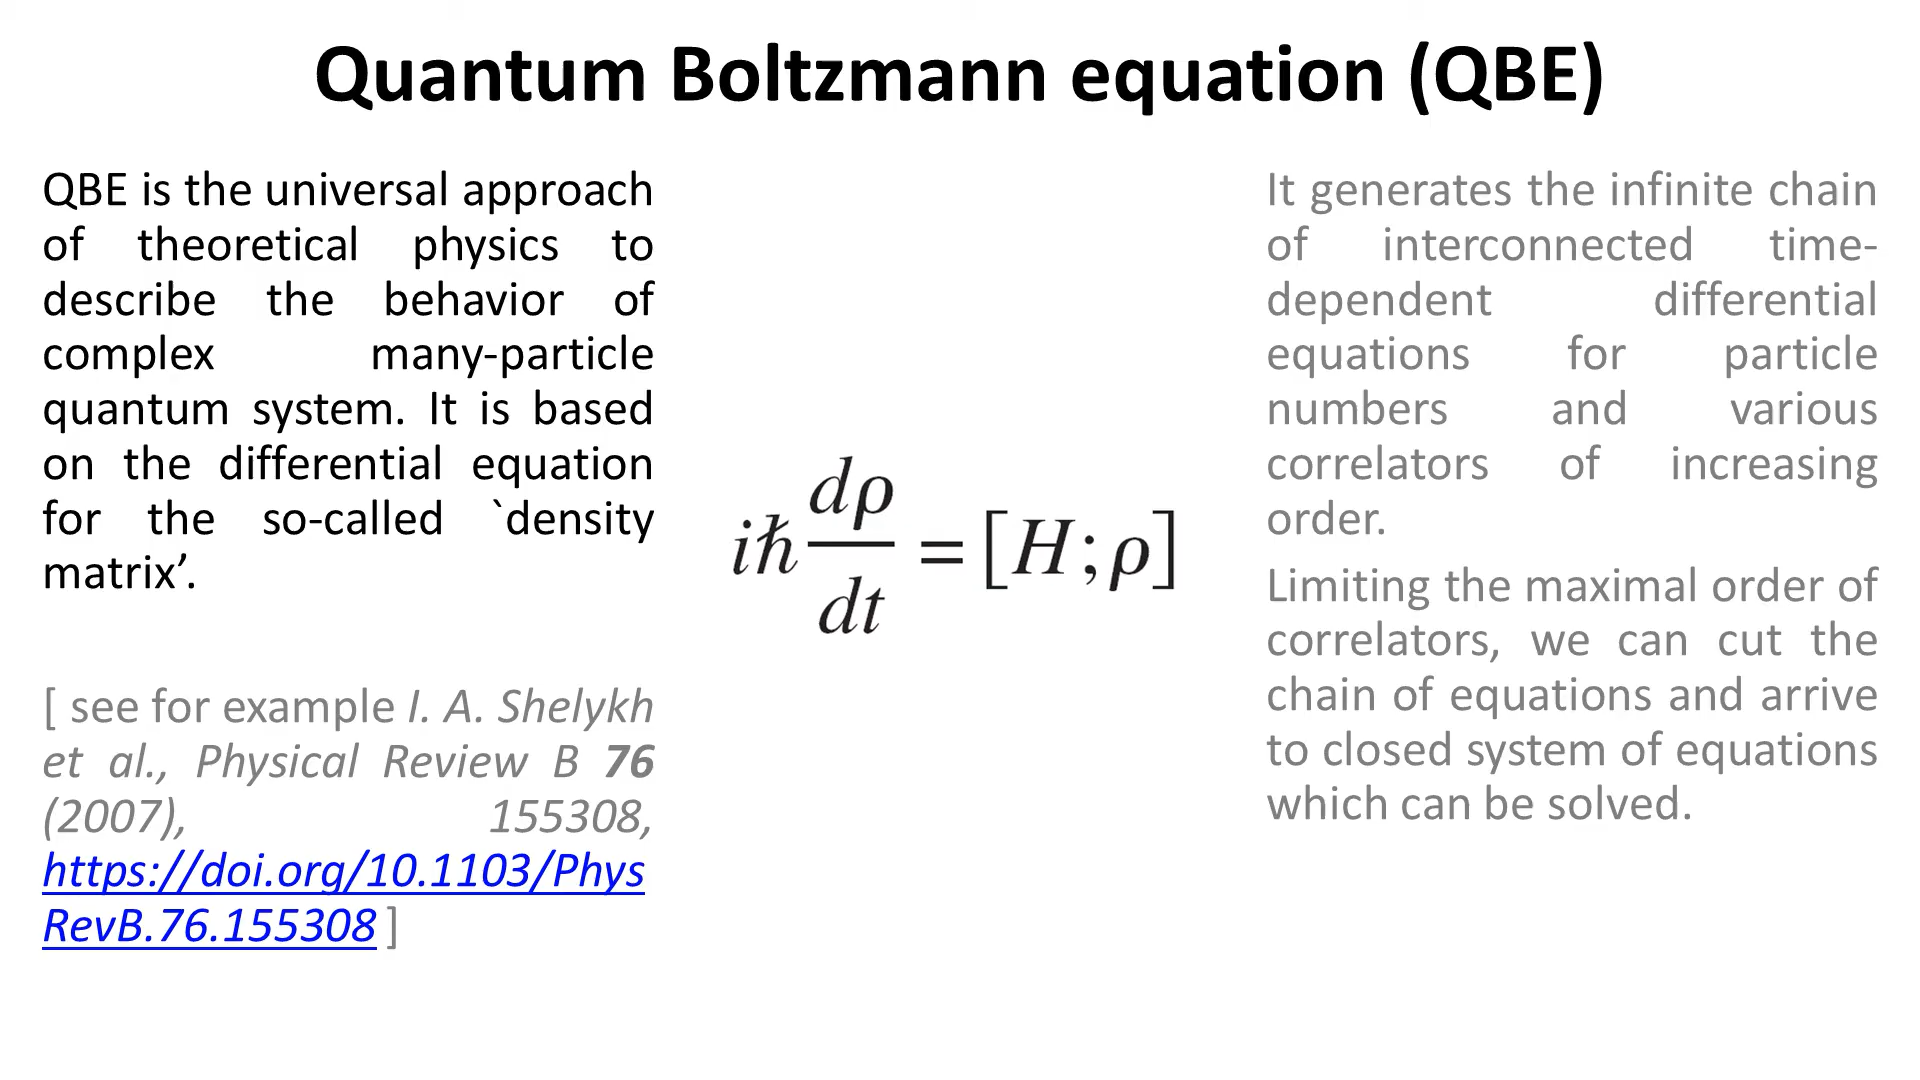 Quantum Boltzmann equation (QBE)
QBE is the universal approach
of theoretical physics to
describe the behavior of
complex many-particle
quantum system. It is based
on the differential equation
for the so-called `density
matrix’.
[ see for example I. A. Shelykh
et al., Physical Review B 76
(2007), 155308,
https://doi.org/10.1103/Phys
RevB.76.155308 ]
iℏ dρ/dt = [H;ρ]
It generates the infinite chain
of interconnected time-
dependent differential
equations for particle
numbers and various
correlators of increasing
order.
Limiting the maximal order of
correlators, we can cut the
chain of equations and arrive
to closed system of equations
which can be solved.